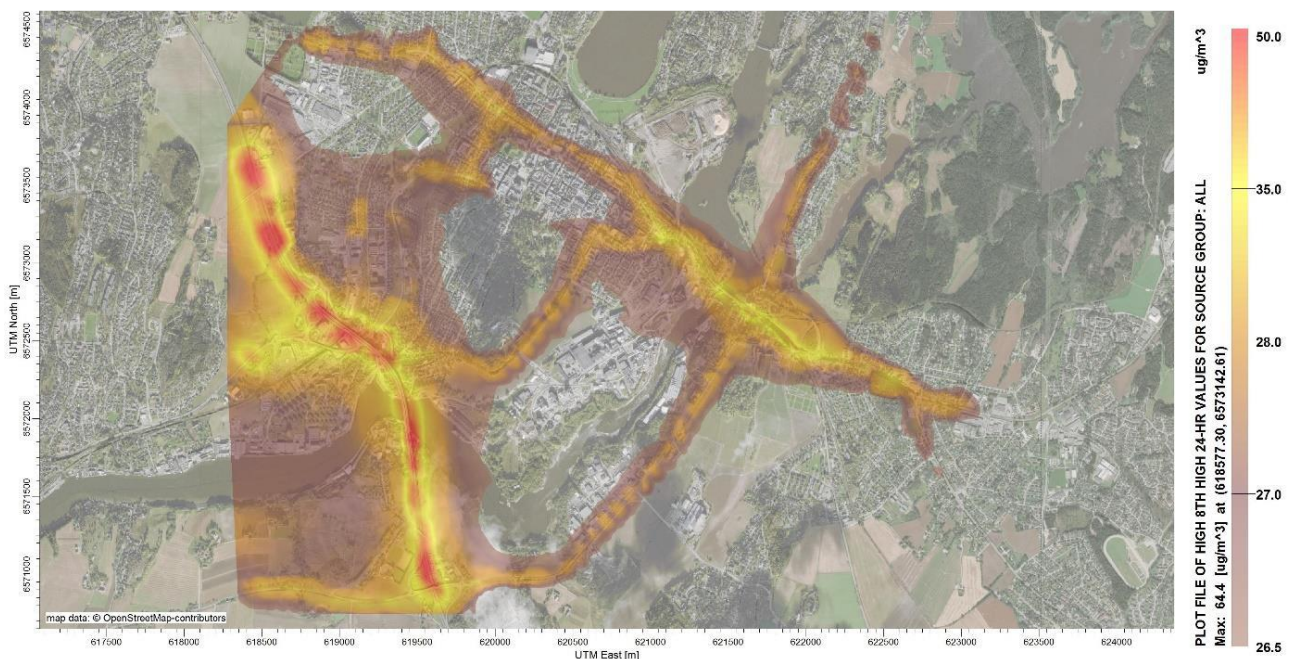 6574500
6574000
6573500
6573000
6572500
6572000
6571500
6571000
UTM North [m]
map data: © OpenStreetMap-contributors
617500 618000 618500 619000 619500 620000 620500 621000 621500 622000 622500 623000 623500 624000
UTM East [m]
PLOT FILE OF HIGH 8TH HIGH 24-HR VALUES FOR SOURCE GROUP: ALL
ug/m^3
Max: 64.4 [ug/m^3] at (618577.30, 6573142.61)
50.0
35.0
28.0
27.0
26.5